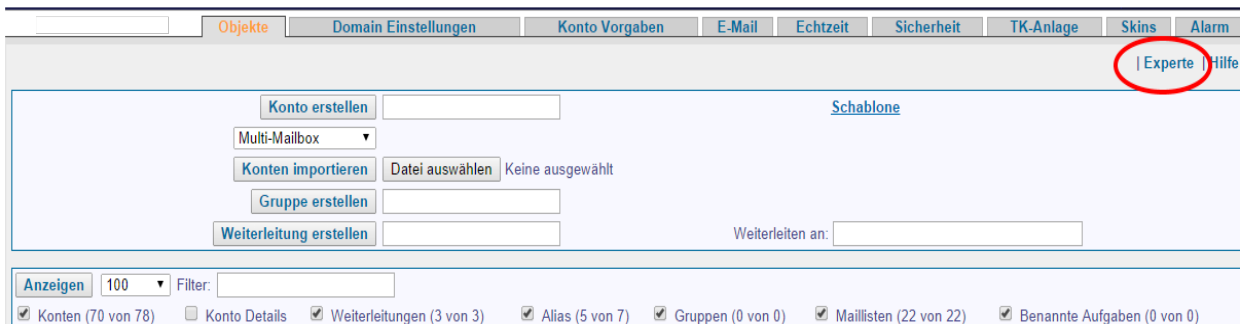 Objekte Domain Einstellungen Konto Vorgaben E-Mail Echtzeit Sicherheit TK-Anlage Skins Alarm
| Experte | Hilfe
Konto erstellen Schablone
Multi-Mailbox
Konten importieren Datei auswählen Keine ausgewählt
Gruppe erstellen
Weiterleitung erstellen Weiterleiten an:
Anzeigen 100 Filter:
Konten (70 von 78) Konto Details Weiterleitungen (3 von 3) Alias (5 von 7) Gruppen (0 von 0) Maillisten (22 von 22) Benannte Aufgaben (0 von 0)